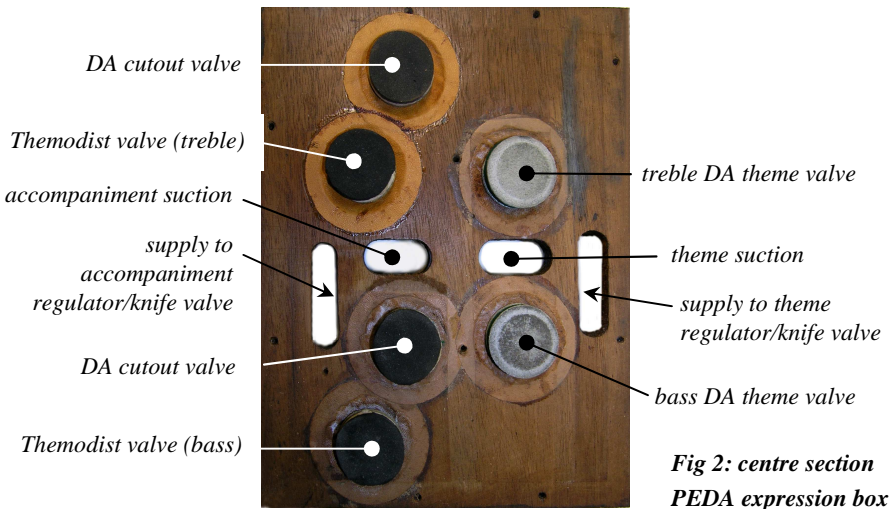 DA cutout valve
Themodist valve (treble)
accompaniment suction
supply to
accompaniment
regulator/knife valve
DA cutout valve
Themodist valve (bass)
treble DA theme valve
theme suction
supply to theme
regulator/knife valve
bass DA theme valve
Fig 2: centre section
PEDA expression box